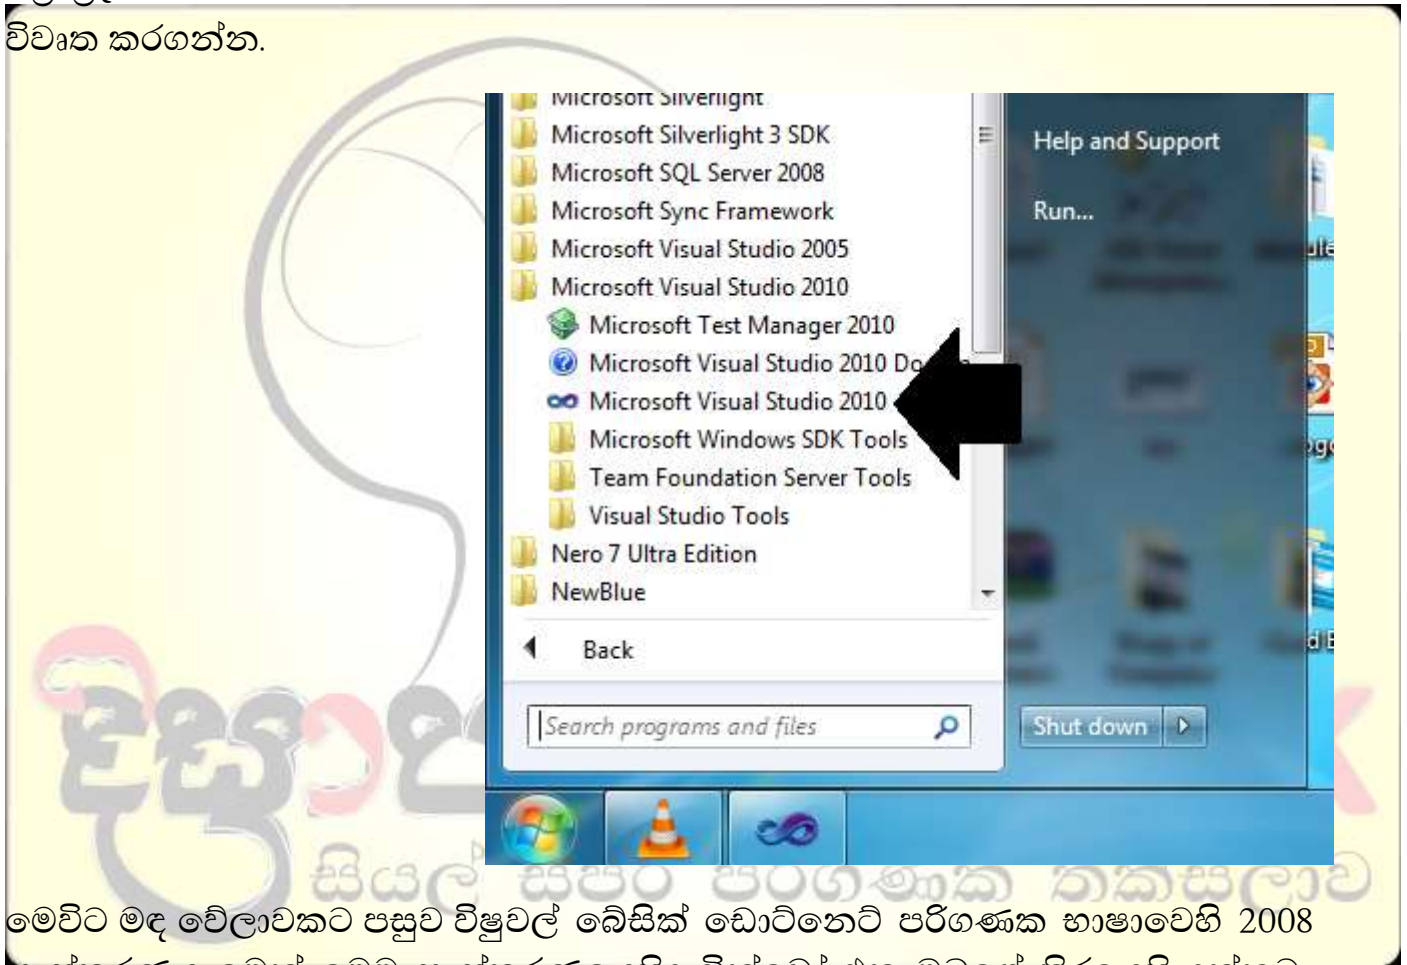 විවෘත කරගන්න.
Microsoft Silverlight
Microsoft Silverlight 3 SDK
Microsoft SQL Server 2008
Microsoft Sync Framework
Microsoft Visual Studio 2005
Microsoft Visual Studio 2010
Microsoft Test Manager 2010
Microsoft Visual Studio 2010
Microsoft Visual Studio 2010
Microsoft Windows SDK Tools
Team Foundation Server Tools
Visual Studio Tools
Nero 7 Ultra Edition
NewBlue
Back
Search programs and files
Help and Support
Run...
Shut down
සියල් සිපිරි පරිගණක තක්සලාව
මෙවිට මඳ වේලාවකට පසුව විෂුවල් බේසික් ඩොට්නෙට් පරිගණක භාෂාවෙහි 2008